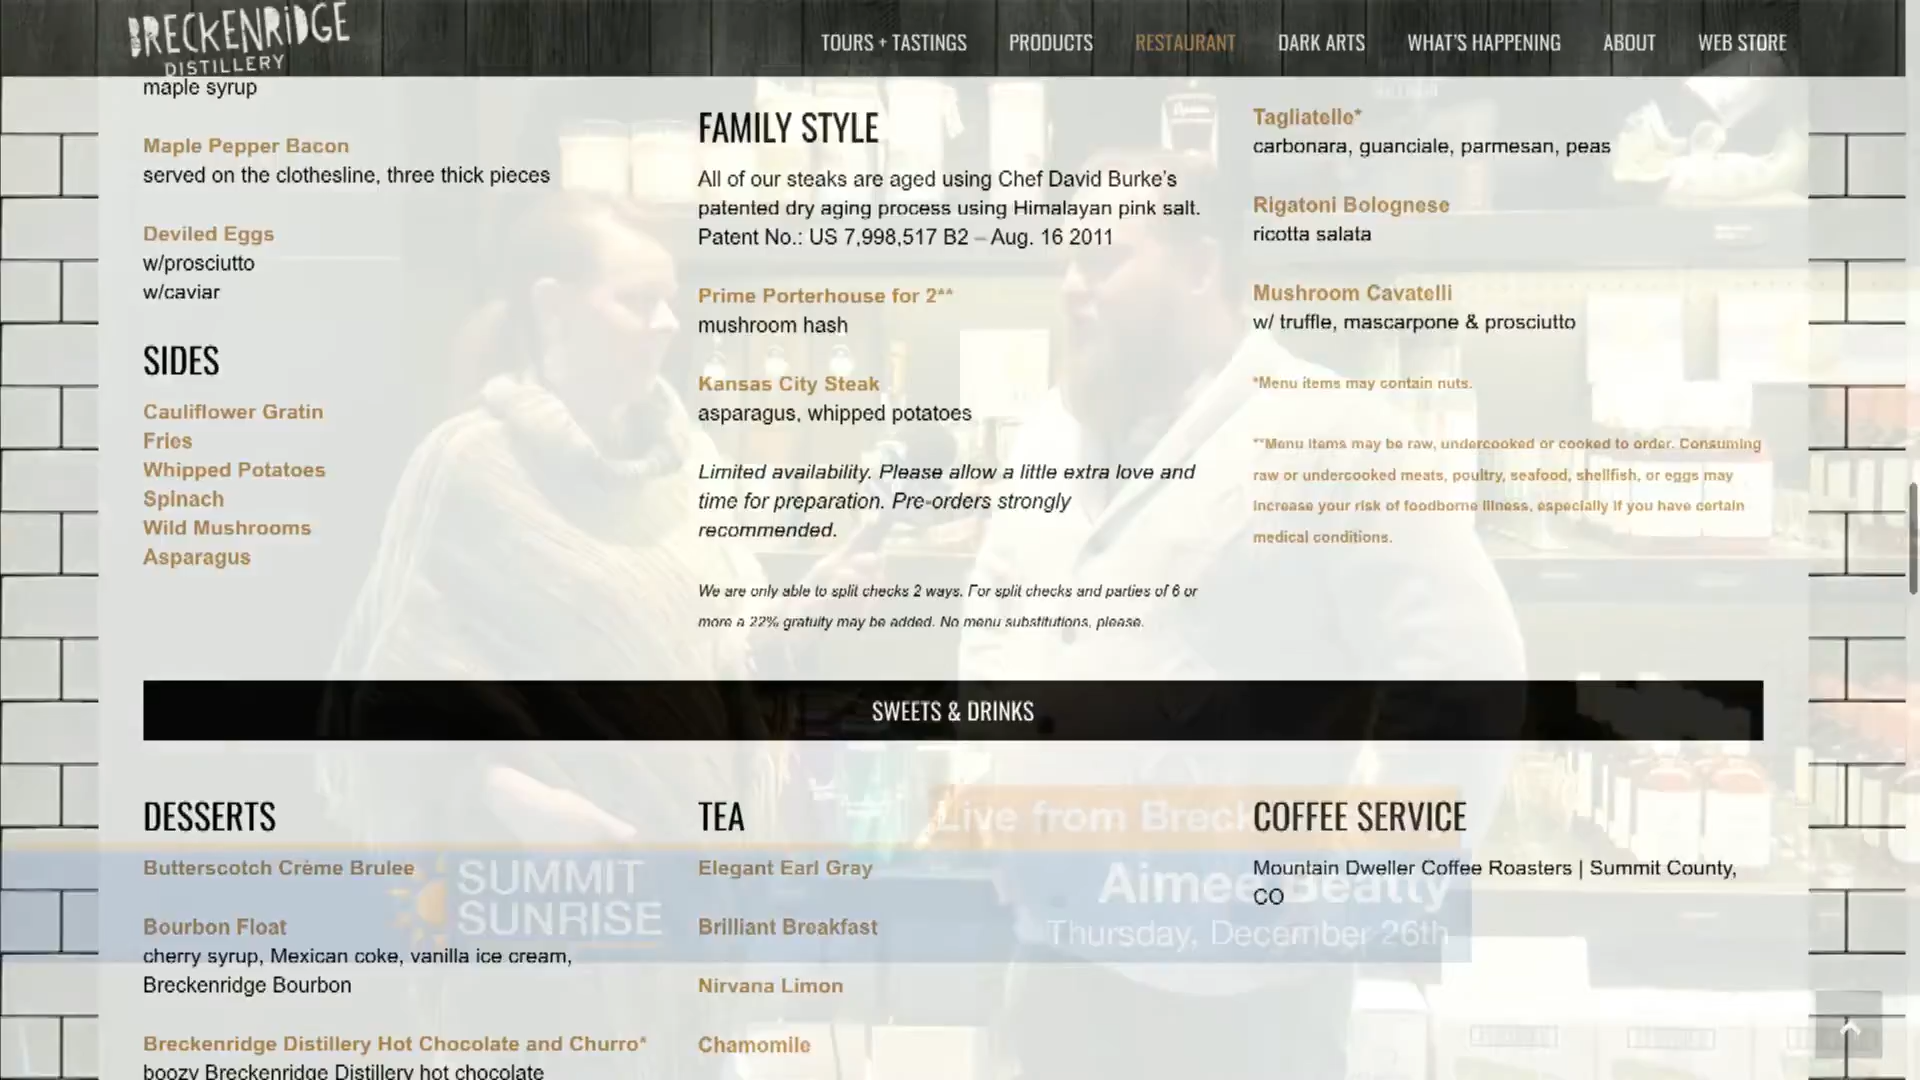 BRECKENRIDGE
DISTILLERY
TOURS + TASTINGS
PRODUCTS
RESTAURANT
DARK ARTS
WHAT'S HAPPENING
ABOUT
WEB STORE
maple syrup
Maple Pepper Bacon
served on the clothesline, three thick pieces
Deviled Eggs
w/prosciutto
w/caviar
SIDES
Cauliflower Gratin
Fries
Whipped Potatoes
Spinach
Wild Mushrooms
Asparagus
FAMILY STYLE
All of our steaks are aged using Chef David Burke's
patented dry aging process using Himalayan pink salt.
Patent No.: US 7,998,517 B2 – Aug. 16 2011
Prime Porterhouse for 2**
mushroom hash
Kansas City Steak
asparagus, whipped potatoes
Limited availability. Please allow a little extra love and
time for preparation. Pre-orders strongly
recommended.
We are only able to split checks 2 ways. For split checks and parties of 6 or
more a 22% gratuity may be added. No menu substitutions, please.
Tagliatelle*
carbonara, guanciale, parmesan, peas
Rigatoni Bolognese
ricotta salata
Mushroom Cavatelli
w/ truffle, mascarpone & prosciutto
*Menu items may contain nuts.
**Menu items may be raw, undercooked or cooked to order. Consuming
raw or undercooked meats, poultry, seafood, shellfish, or eggs may
increase your risk of foodborne illness, especially if you have certain
medical conditions.
SWEETS & DRINKS
DESSERTS
Butterscotch Crème Brulee
Bourbon Float
cherry syrup, Mexican coke, vanilla ice cream,
Breckenridge Bourbon
Breckenridge Distillery Hot Chocolate and Churro*
boozy Breckenridge Distillery hot chocolate
TEA
Elegant Earl Gray
Brilliant Breakfast
Nirvana Limon
Chamomile
COFFEE SERVICE
Mountain Dweller Coffee Roasters | Summit County,
CO
SUMMIT
SUNRISE
Live from Breck
Aimee Beatty
Thursday, December 26th